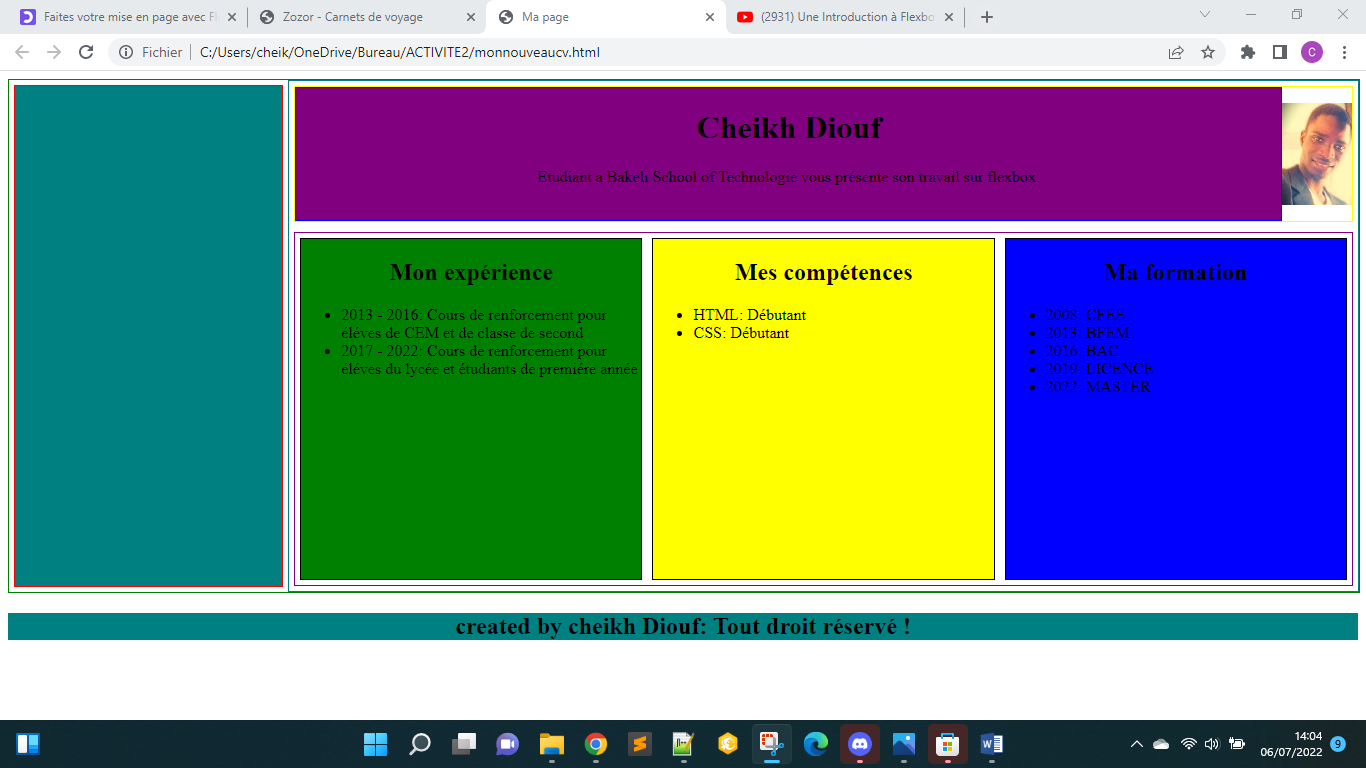 Faites votre mise en page avec Fl
Zozor - Carnets de voyage
Ma page
(2931) Une Introduction à Flexbo
Fichier
C:/Users/cheik/OneDrive/Bureau/ACTIVITE2/monnouveaucv.html
C
Cheikh Diouf
Etudiant a Bakeli School of Technologie vous présente son travail sur flexbox.
Mon expérience
2013 - 2016: Cours de renforcement pour
éléves de CEM et de classe de second
2017 - 2022: Cours de renforcement pour
éléves du lycée et étudiants de premiére année
Mes compétences
HTML: Débutant
CSS: Débutant
Ma formation
2008: CFEE
2013: BFEM
2016: BAC
2019: LICENCE
2022: MASTER
created by cheikh Diouf: Tout droit réservé !
14:04
06/07/2022
9